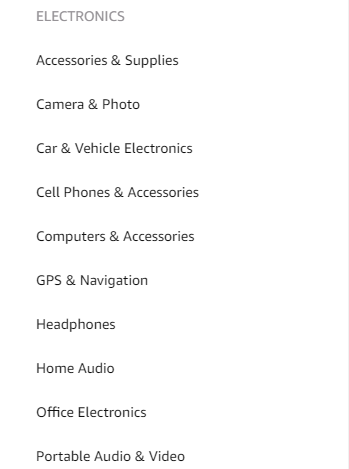 ELECTRONICS
Accessories & Supplies
Camera & Photo
Car & Vehicle Electronics
Cell Phones & Accessories
Computers & Accessories
GPS & Navigation
Headphones
Home Audio
Office Electronics
Portable Audio & Video